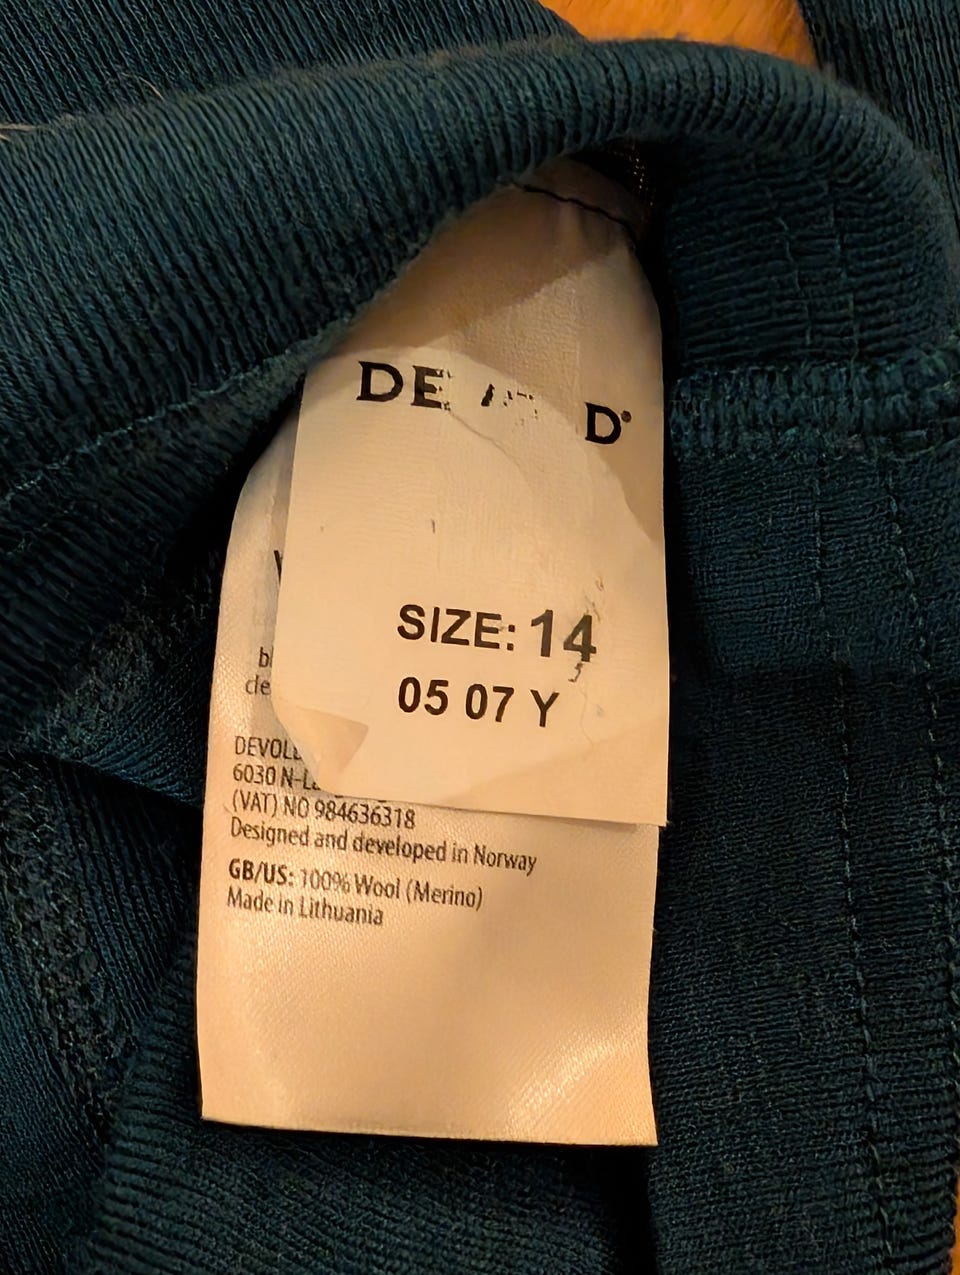 SIZE: 14
05 07 Y
(VAT) NO 984636318
Designed and developed in Norway
GB/US: 100% Wool (Merino)
Made in Lithuania